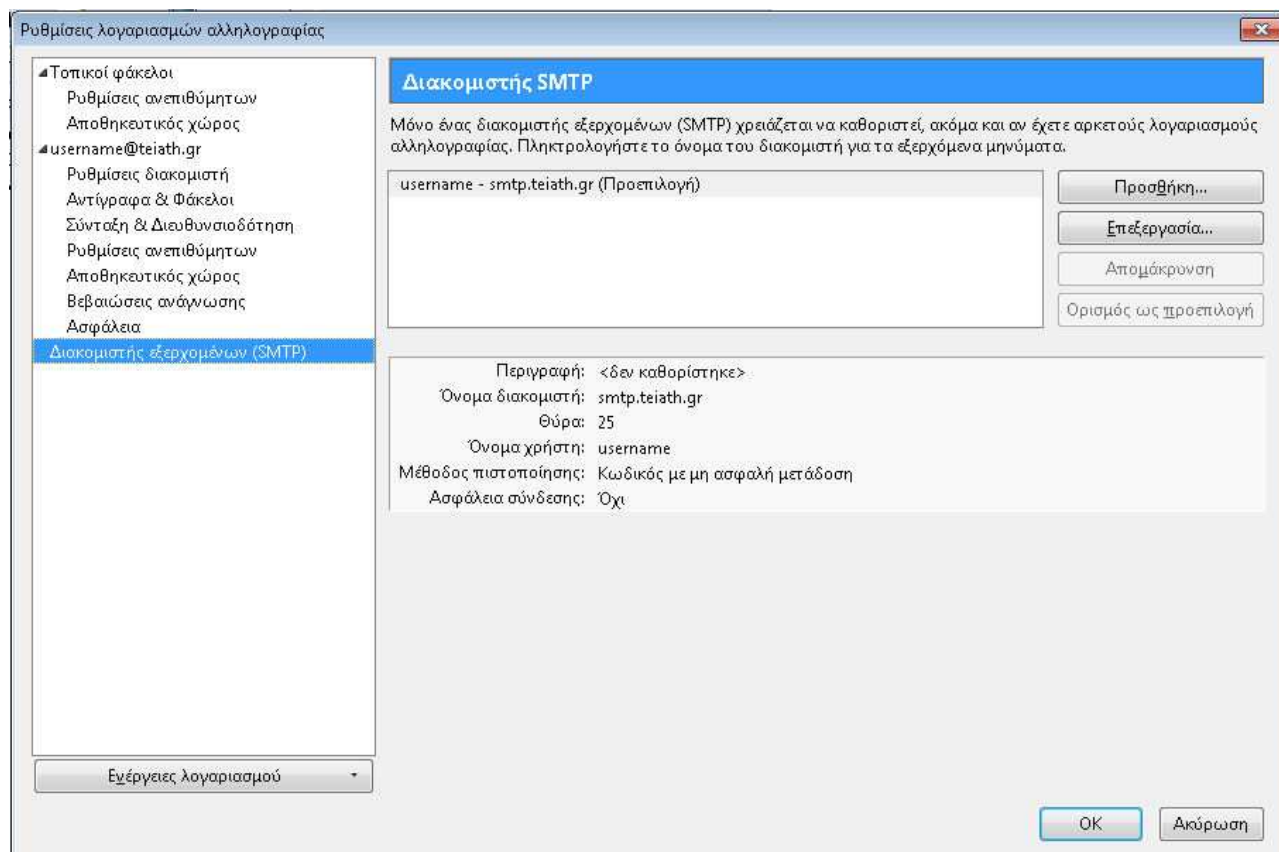 Ρυθμίσεις λογαριασμών αλληλογραφίας
Τοπικοί φάκελοι
Ρυθμίσεις ανεπιθύμητων
Αποθηκευτικός χώρος
username@teiath.gr
Ρυθμίσεις διακομιστή
Αντίγραφα & Φάκελοι
Σύνταξη & Διευθυνσιοδότηση
Ρυθμίσεις ανεπιθύμητων
Αποθηκευτικός χώρος
Βεβαιώσεις ανάγνωσης
Ασφάλεια
Διακομιστής εξερχομένων (SMTP)
Ενέργειες λογαριασμού
Διακομιστής SMTP
Μόνο ένας διακομιστής εξερχομένων (SMTP) χρειάζεται να καθοριστεί, ακόμα και αν έχετε αρκετούς λογαριασμούς
αλληλογραφίας. Πληκτρολογήστε το όνομα του διακομιστή για τα εξερχόμενα μηνύματα.
username - smtp.teiath.gr (Προεπιλογή)
Προσθήκη...
Επεξεργασία...
Απομάκρυνση
Ορισμός ως προεπιλογή
Περιγραφή: <δεν καθορίστηκε>
Όνομα διακομιστή: smtp.teiath.gr
Θύρα: 25
Όνομα χρήστη: username
Μέθοδος πιστοποίησης: Κωδικός με μη ασφαλή μετάδοση
Ασφάλεια σύνδεσης: Όχι
OK
Ακύρωση